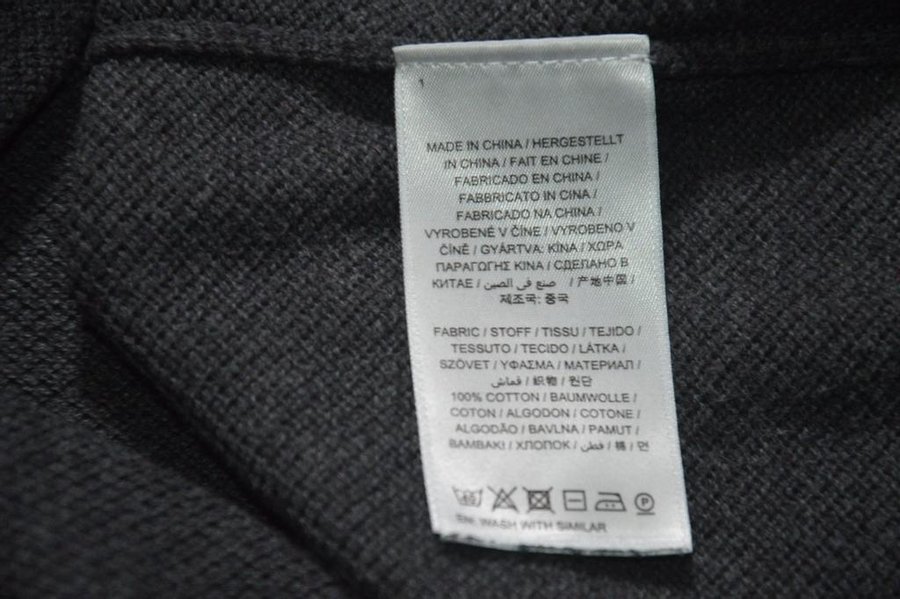 1
MADE IN CHINA / HERGESTELLT
IN CHINA / FAIT EN CHINE /
FABRICADO EN CHINA /
FABBRICATO IN CINA /
FABRICADO NA CHINA /
VYROBENÉ V ČÍNE / VYROBENO V
ČÍNĚ / GYÁRTVA: KÍNA / ΧΩΡΑ
ΠΑΡΑΓΩΓΗΣ ΚΙΝΑ / СДЕЛАНО В
КИТАЕ / صنع في الصين / 产地中国 /
제조국: 중국
FABRIC / STOFF / TISSU / TEJIDO /
TESSUTO / TECIDO / LÁTKA /
SZÖVET / ΥΦΑΣΜΑ / МАТЕРИАЛ /
قماش / 织物 / 원단
100% COTTON / BAUMWOLLE /
COTON / ALGODON / COTONE /
ALGODÃO / BAVLNA / PAMUT /
ΒΑΜΒΑΚΙ / ХЛОПОК / قطن / 棉 / 면
P
EN: WASH WITH SIMILAR